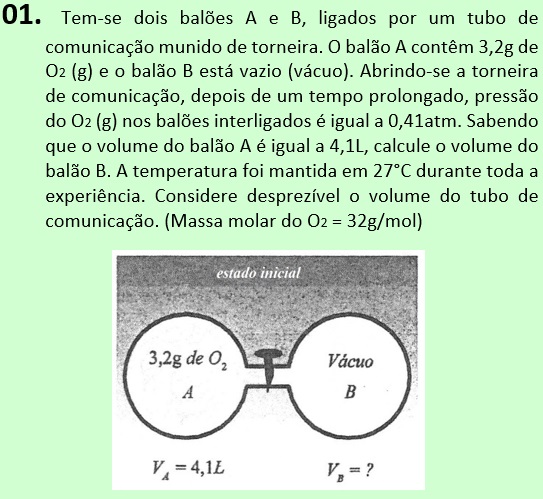 01. Tem-se dois balões A e B, ligados por um tubo de
comunicação munido de torneira. O balão A contêm 3,2g de
O2 (g) e o balão B está vazio (vácuo). Abrindo-se a torneira
de comunicação, depois de um tempo prolongado, pressão
do O2 (g) nos balões interligados é igual a 0,41atm. Sabendo
que o volume do balão A é igual a 4,1L, calcule o volume do
balão B. A temperatura foi mantida em 27°C durante toda a
experiência. Considere desprezível o volume do tubo de
comunicação. (Massa molar do O2 = 32g/mol)
estado inicial
3,2g de O₂ Vácuo
A B
V_A = 4,1L V_B = ?